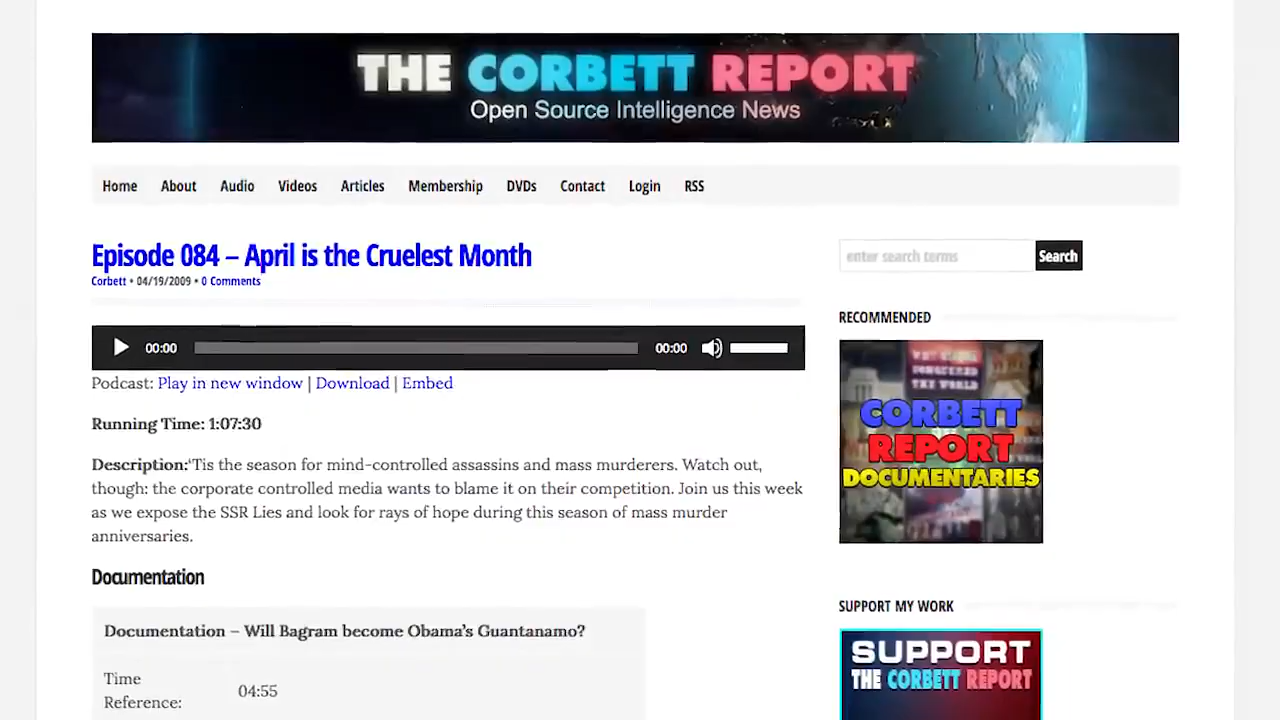 THE CORBETT REPORT
Open Source Intelligence News
Home About Audio Videos Articles Membership DVDs Contact Login RSS
Episode 084 – April is the Cruelest Month
Corbett • 04/19/2009 • 0 Comments
00:00 00:00
Podcast: Play in new window | Download | Embed
Running Time: 1:07:30
Description:‘Tis the season for mind-controlled assassins and mass murderers. Watch out,
though: the corporate controlled media wants to blame it on their competition. Join us this week
as we expose the SSR Lies and look for rays of hope during this season of mass murder
anniversaries.
Documentation
Documentation – Will Bagram become Obama’s Guantanamo?
Time
Reference:
04:55
enter search terms Search
RECOMMENDED
CONQUERED
THE WORLD
CORBETT
REPORT
DOCUMENTARIES
SUPPORT MY WORK
SUPPORT
THE CORBETT REPORT